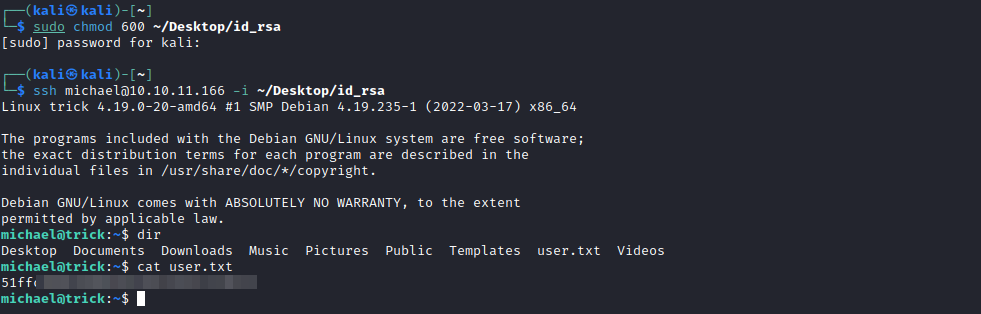 ┌──(kali㉿kali)-[~]
└─$ sudo chmod 600 ~/Desktop/id_rsa
[sudo] password for kali:
┌──(kali㉿kali)-[~]
└─$ ssh michael@10.10.11.166 -i ~/Desktop/id_rsa
Linux trick 4.19.0-20-amd64 #1 SMP Debian 4.19.235-1 (2022-03-17) x86_64
The programs included with the Debian GNU/Linux system are free software;
the exact distribution terms for each program are described in the
individual files in /usr/share/doc/*/copyright.
Debian GNU/Linux comes with ABSOLUTELY NO WARRANTY, to the extent
permitted by applicable law.
michael@trick:~$ dir
Desktop  Documents  Downloads  Music  Pictures  Public  Templates  user.txt  Videos
michael@trick:~$ cat user.txt
51ff
michael@trick:~$